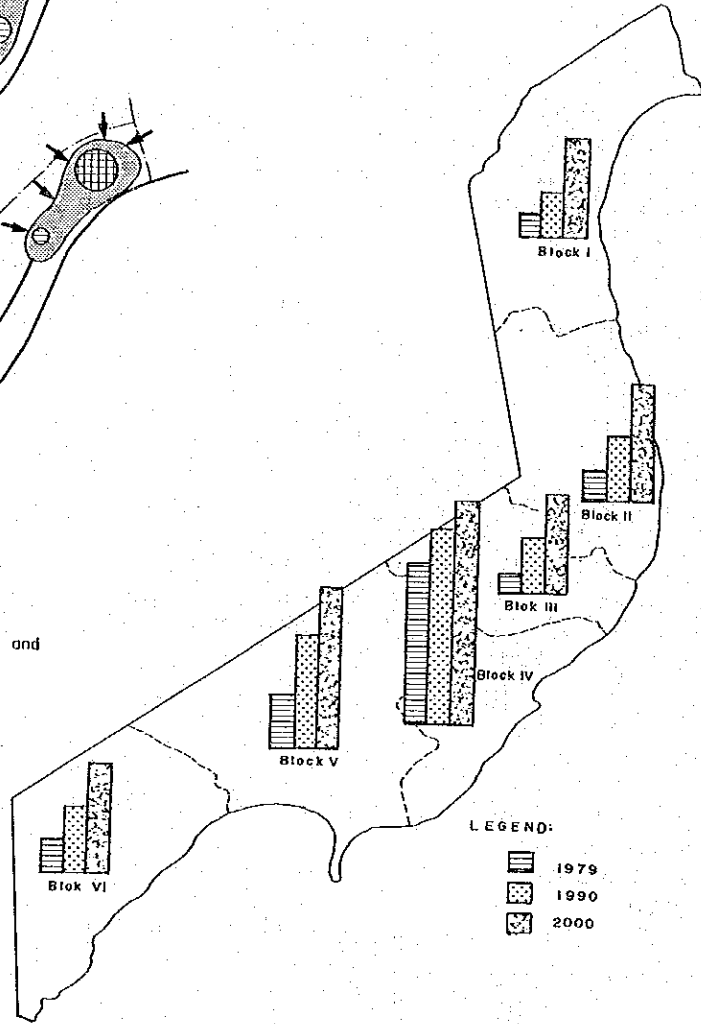 Block I
Block II
Blok III
Block IV
and
Block V
Blok VI
LEGEND:
1979
1990
2000